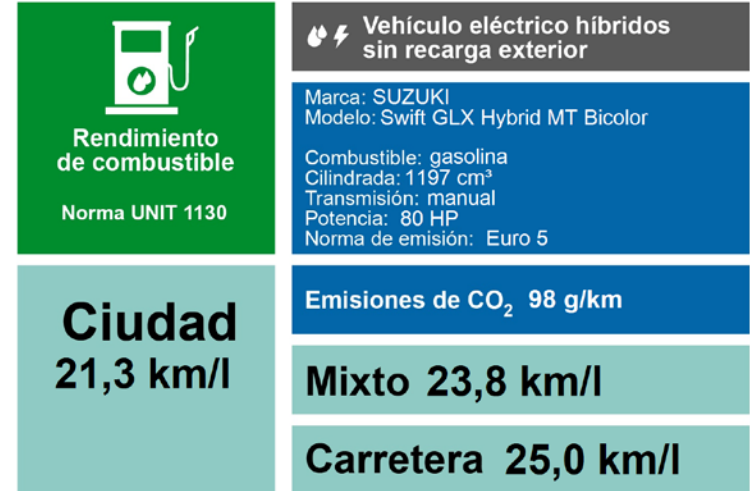 Rendimiento
de combustible
Norma UNIT 1130
Vehículo eléctrico híbridos
sin recarga exterior
Marca: SUZUKI
Modelo: Swift GLX Hybrid MT Bicolor
Combustible: gasolina
Cilindrada: 1197 cm³
Transmisión: manual
Potencia: 80 HP
Norma de emisión: Euro 5
Ciudad
21,3 km/l
Emisiones de CO₂ 98 g/km
Mixto 23,8 km/l
Carretera 25,0 km/l